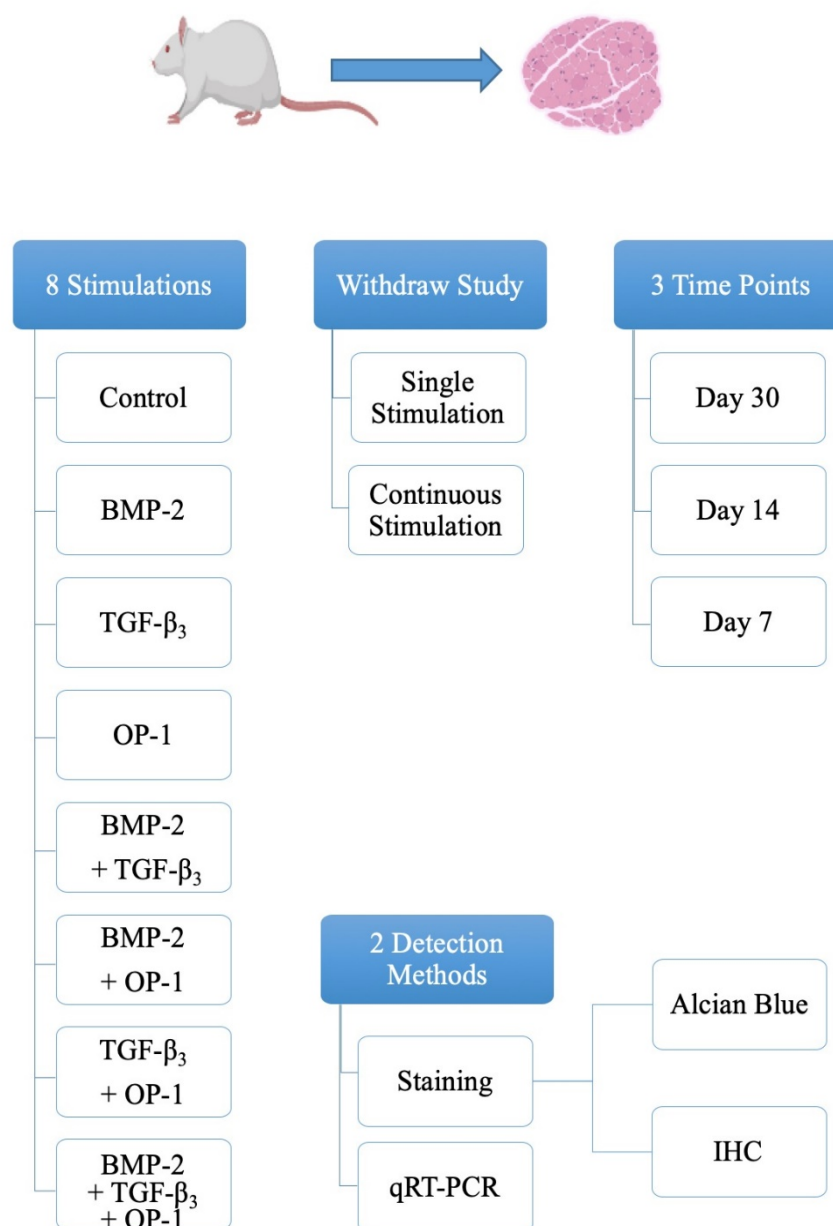 8 Stimulations
Control
BMP-2
TGF-β₃
OP-1
BMP-2
+ TGF-β₃
BMP-2
+ OP-1
TGF-β₃
+ OP-1
BMP-2
+ TGF-β₃
+ OP-1
Withdraw Study
Single
Stimulation
Continuous
Stimulation
3 Time Points
Day 30
Day 14
Day 7
2 Detection
Methods
Staining
qRT-PCR
Alcian Blue
IHC